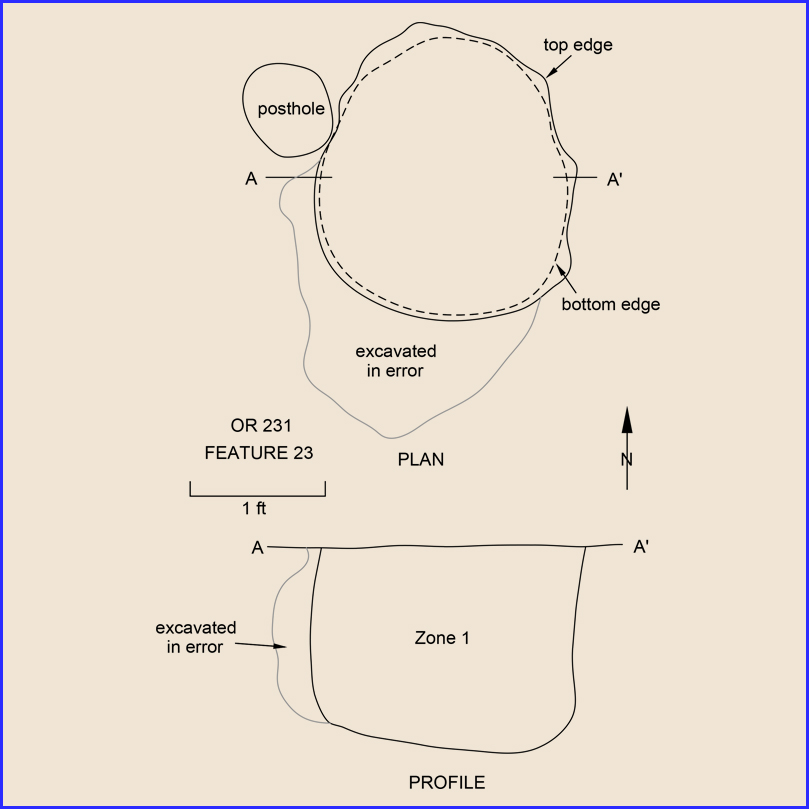 top edge
posthole
A
A'
bottom edge
excavated
in error
OR 231
FEATURE 23
PLAN
N
1 ft
A
A'
excavated
in error
Zone 1
PROFILE